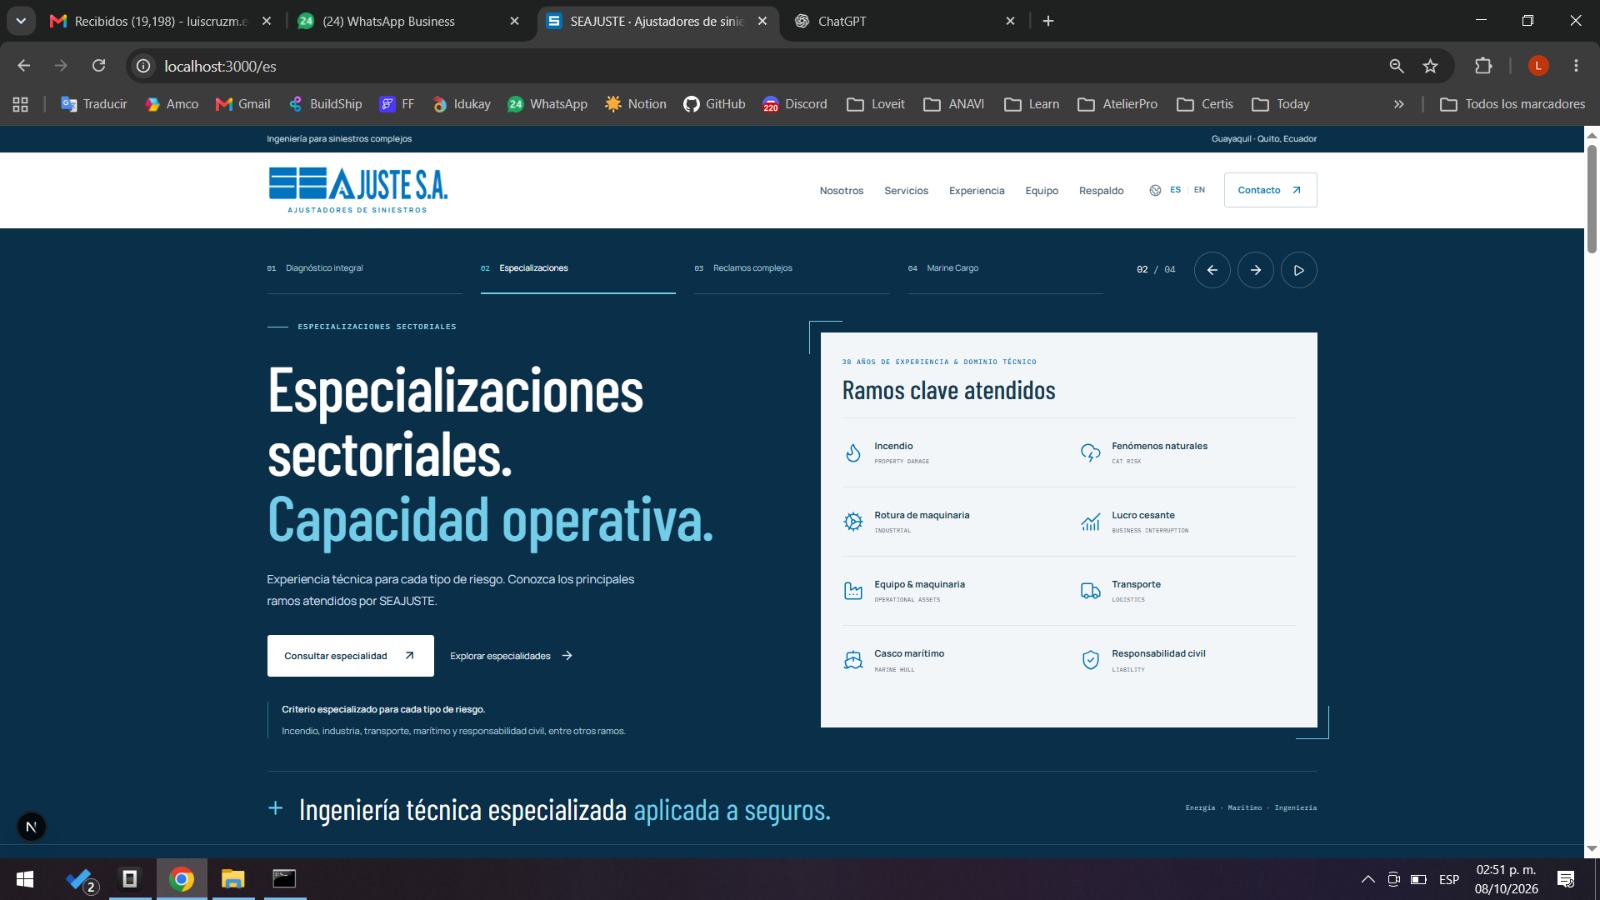 Recibidos (19,198) - luiscruzm.e
24
(24) WhatsApp Business
SEAJUSTE · Ajustadores de sinie
ChatGPT
localhost:3000/es
L
Traducir
Amco
Gmail
BuildShip
FF
Idukay
24
WhatsApp
Notion
GitHub
220
Discord
Loveit
ANAVI
Learn
AtelierPro
Certis
Today
»
Todos los marcadores
Ingeniería para siniestros complejos
Guayaquil · Quito, Ecuador
SEAJUSTE S.A.
AJUSTADORES DE SINIESTROS
Nosotros
Servicios
Experiencia
Equipo
Respaldo
ES | EN
Contacto
01 Diagnóstico integral
02 Especializaciones
03 Reclamos complejos
04 Marine Cargo
02 / 04
ESPECIALIZACIONES SECTORIALES
Especializaciones
sectoriales.
Capacidad operativa.
Experiencia técnica para cada tipo de riesgo. Conozca los principales
ramos atendidos por SEAJUSTE.
Consultar especialidad
Explorar especialidades
Criterio especializado para cada tipo de riesgo.
Incendio, industria, transporte, marítimo y responsabilidad civil, entre otros ramos.
38 AÑOS DE EXPERIENCIA & DOMINIO TÉCNICO
Ramos clave atendidos
Incendio
PROPERTY DAMAGE
Fenómenos naturales
CAT RISK
Rotura de maquinaria
INDUSTRIAL
Lucro cesante
BUSINESS INTERRUPTION
Equipo & maquinaria
OPERATIONAL ASSETS
Transporte
LOGISTICS
Casco marítimo
MARINE HULL
Responsabilidad civil
LIABILITY
+ Ingeniería técnica especializada aplicada a seguros.
Energía · Marítimo · Ingeniería
N
2
ESP
02:51 p. m.
08/10/2026